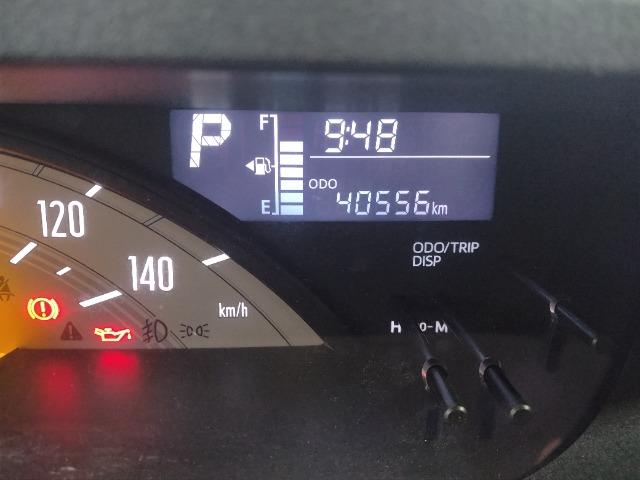 P
F
9:48
ODO
E
40556km
120
140
km/h
ODO/TRIP
DISP
H
M